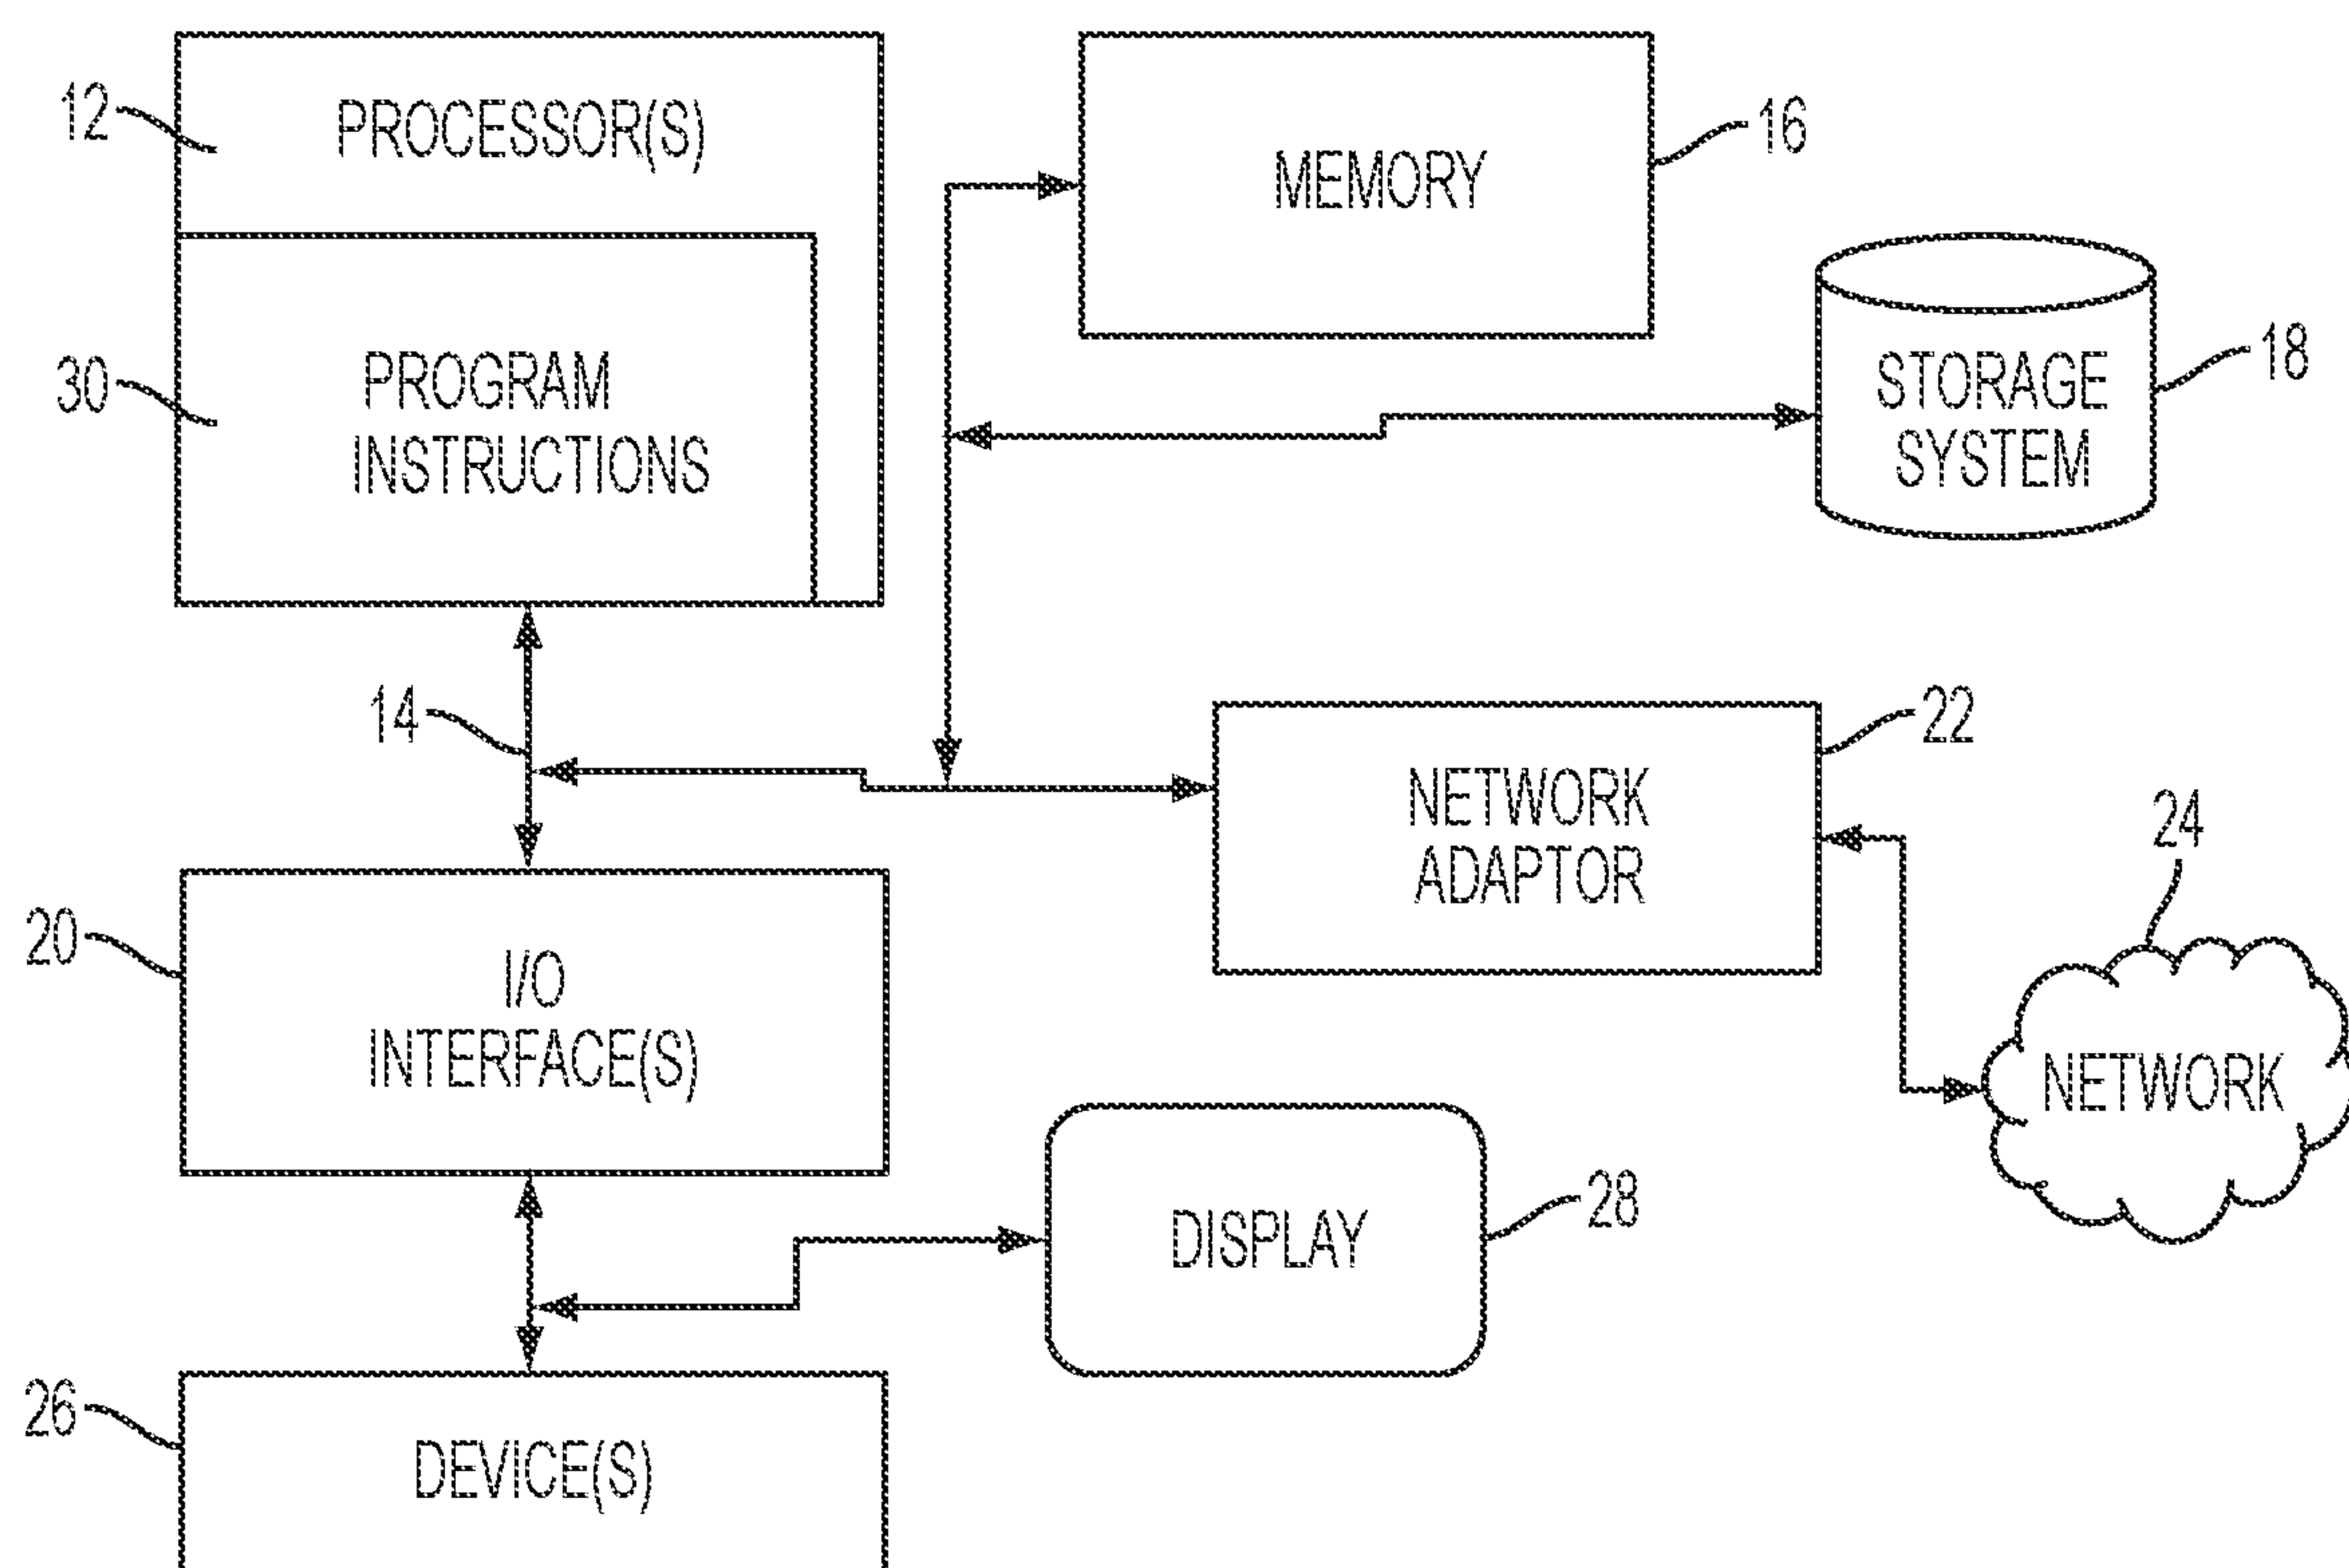 12
PROCESSOR(S)
MEMORY
16
30
PROGRAM
INSTRUCTIONS
STORAGE
SYSTEM
18
14
22
NETWORK
ADAPTOR
24
20
I/O
INTERFACE(S)
NETWORK
DISPLAY
28
26
DEVICE(S)